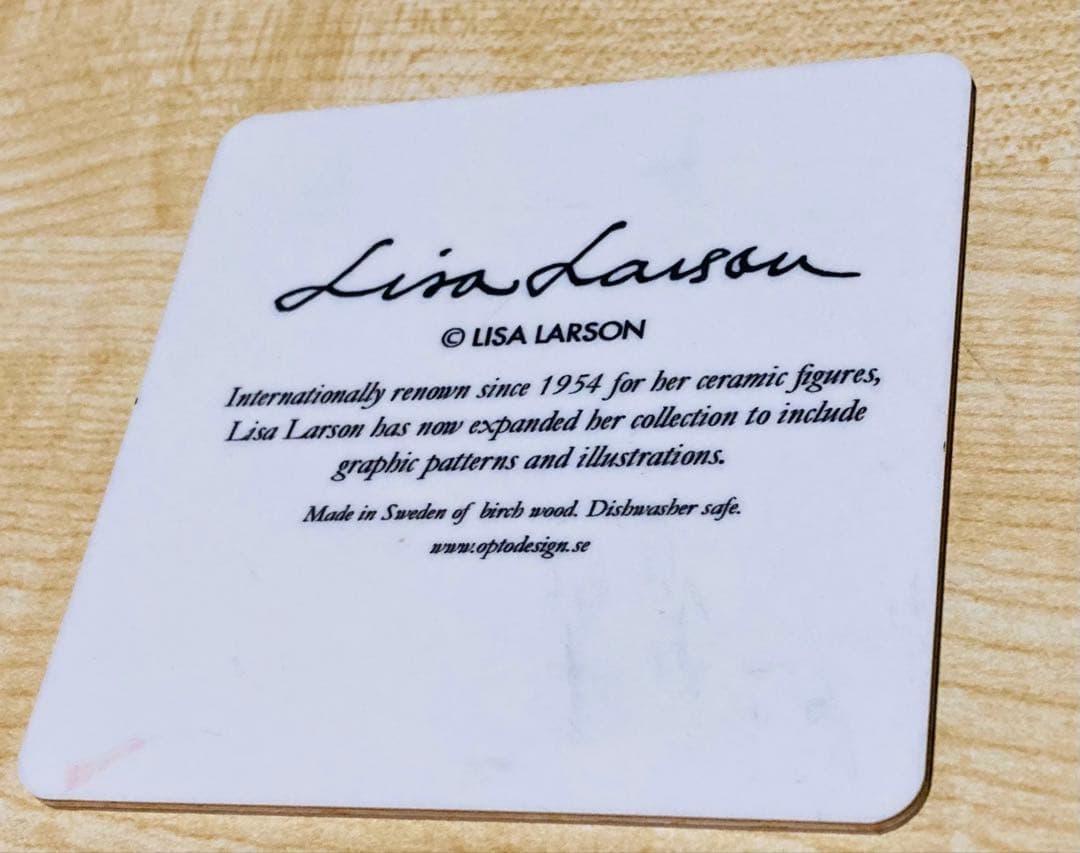 Lisa Larson
© LISA LARSON
Internationally renown since 1954 for her ceramic figures,
Lisa Larson has now expanded her collection to include
graphic patterns and illustrations.
Made in Sweden of birch wood. Dishwasher safe.
www.optodesign.se